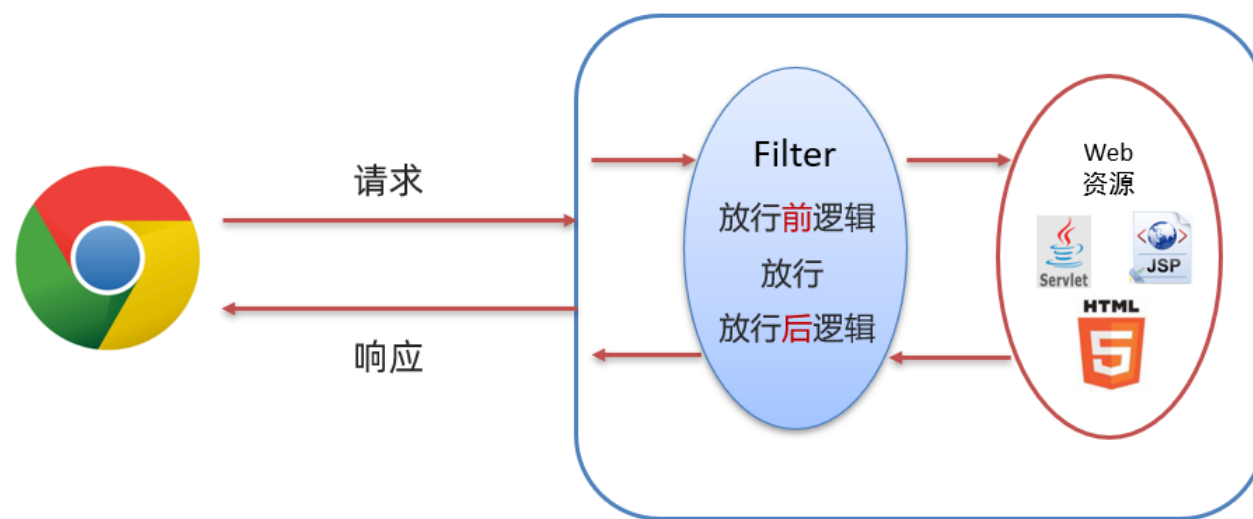 请求
响应
Filter
放行前逻辑
放行
放行后逻辑
Web
资源
Servlet
JSP
HTML
5